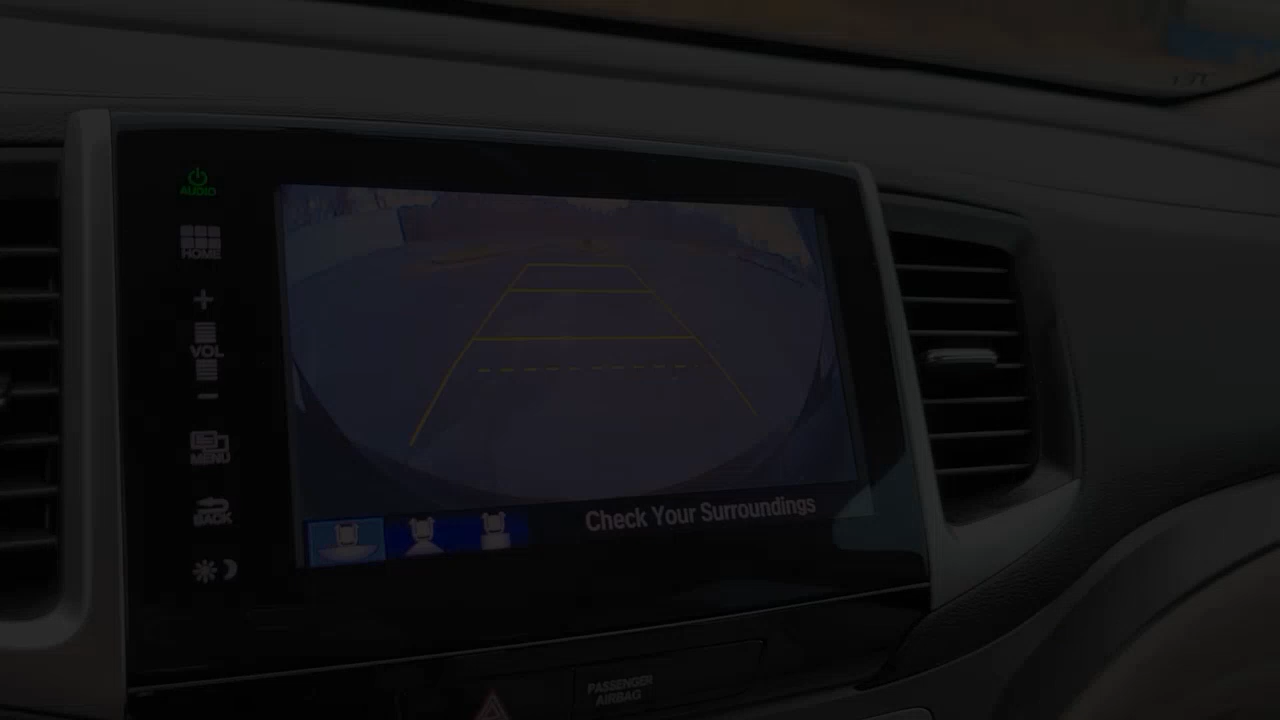 AUDIO
HOME
+
VOL
-
MENU
BACK
Check Your Surroundings
PASSENGER
AIRBAG